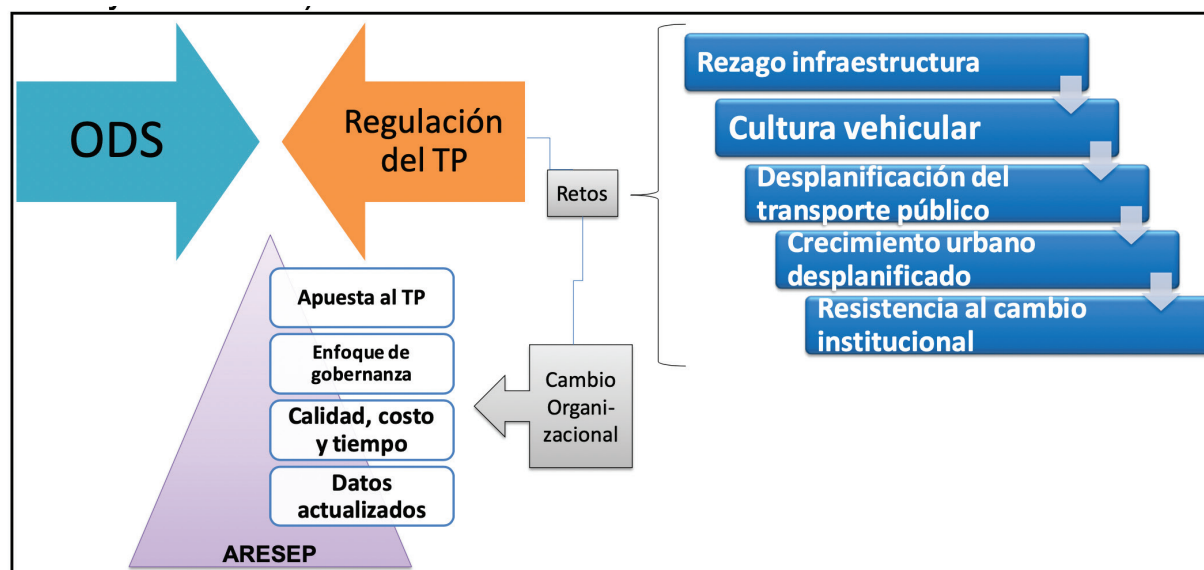 ODS
Regulación
del TP
Retos
Rezago infraestructura
Cultura vehicular
Desplanificación del
transporte público
Crecimiento urbano
desplanificado
Resistencia al cambio
institucional
Apuesta al TP
Enfoque de
gobernanza
Calidad, costo
y tiempo
Datos
actualizados
ARESEP
Cambio
Organi-
zacional